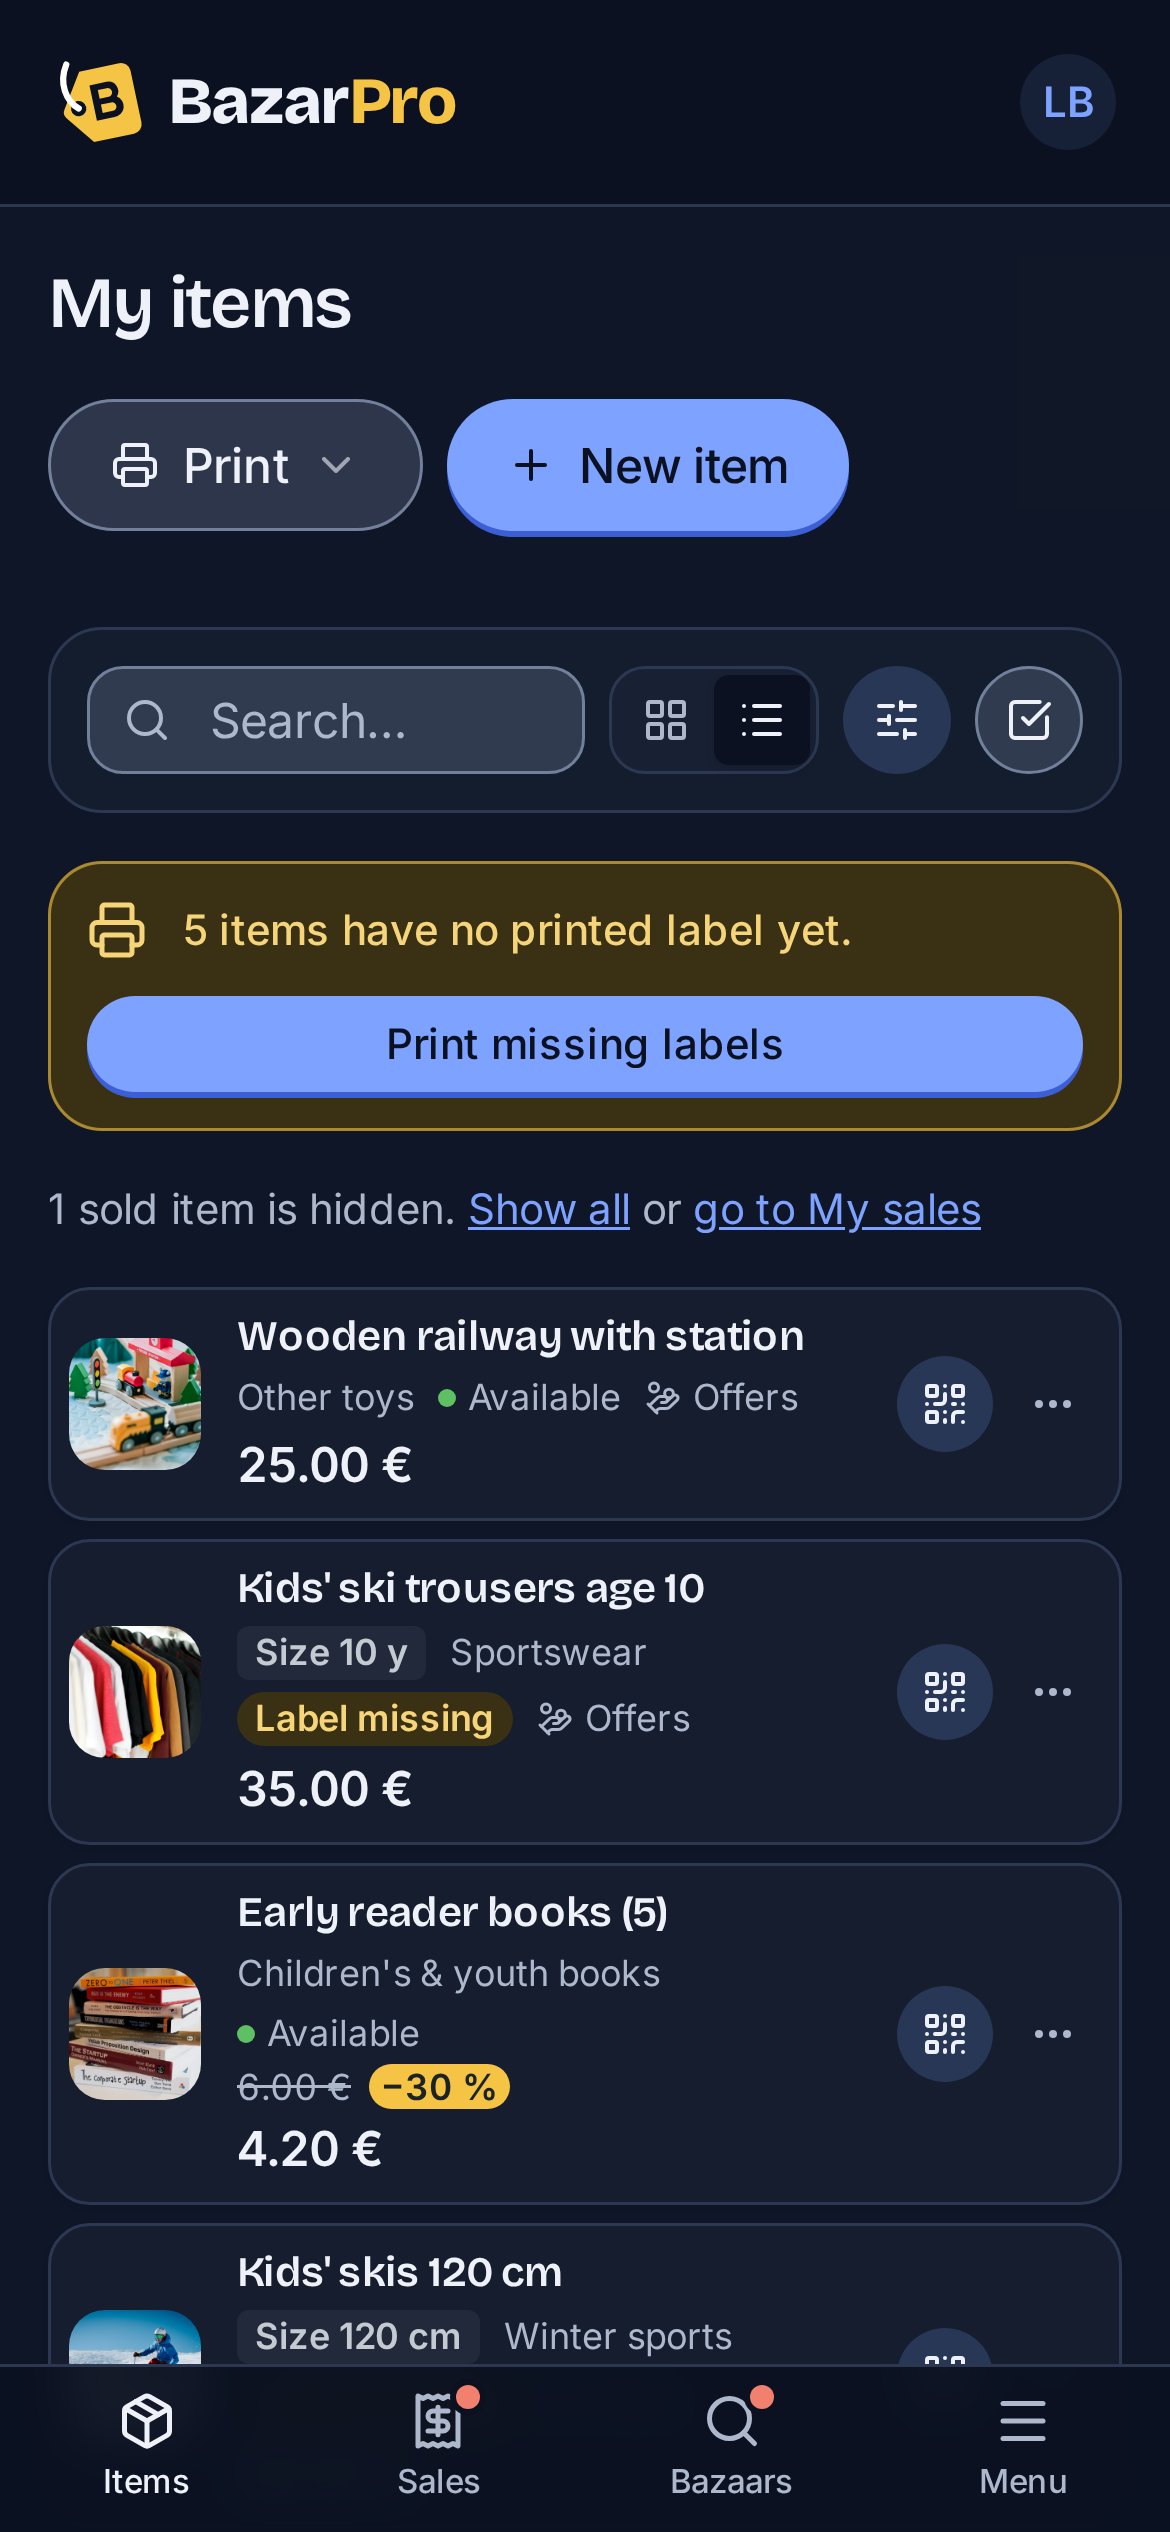 BazarPro
LB
My items
Print
New item
Search...
5 items have no printed label yet.
Print missing labels
1 sold item is hidden. Show all or go to My sales
Wooden railway with station
Other toys Available Offers
25.00 €
Kids' ski trousers age 10
Size 10 y Sportswear
Label missing Offers
35.00 €
Early reader books (5)
Children's & youth books
Available
6.00 € −30 %
4.20 €
Kids' skis 120 cm
Size 120 cm Winter sports
Items
Sales
Bazaars
Menu